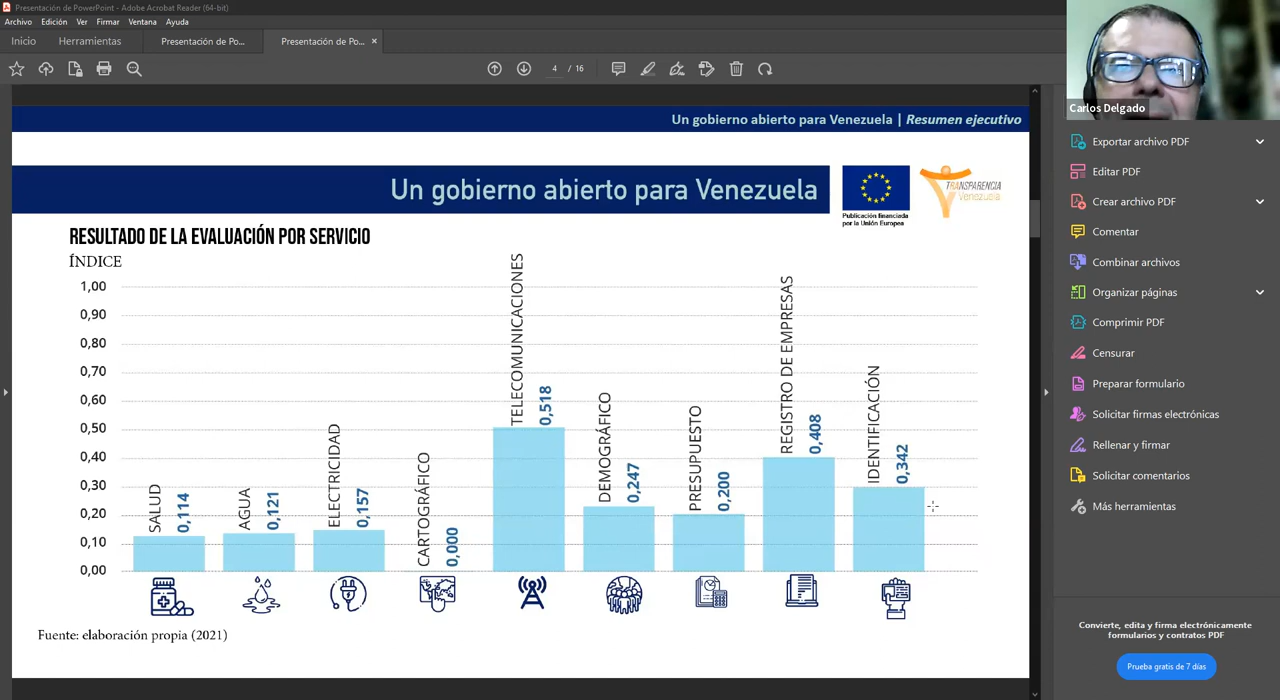 Presentación de PowerPoint - Adobe Acrobat Reader (64-bit)
Archivo Edición Ver Firmar Ventana Ayuda
Inicio Herramientas Presentación de Po... Presentación de Po... ×
4 / 16
Carlos Delgado
Un gobierno abierto para Venezuela | Resumen ejecutivo
Un gobierno abierto para Venezuela
Publicación financiada
por la Unión Europea
TRANSPARENCIA
Venezuela
RESULTADO DE LA EVALUACIÓN POR SERVICIO
ÍNDICE
1,00
0,90
0,80
0,70
0,60
0,50
0,40
0,30
0,20
0,10
0,00
SALUD
0,114
AGUA
0,121
ELECTRICIDAD
0,157
CARTOGRÁFICO
0,000
TELECOMUNICACIONES
0,518
DEMOGRÁFICO
0,247
PRESUPUESTO
0,200
REGISTRO DE EMPRESAS
0,408
IDENTIFICACIÓN
0,342
Fuente: elaboración propia (2021)
Exportar archivo PDF
Editar PDF
Crear archivo PDF
Comentar
Combinar archivos
Organizar páginas
Comprimir PDF
Censurar
Preparar formulario
Solicitar firmas electrónicas
Rellenar y firmar
Solicitar comentarios
Más herramientas
Convierte, edita y firma electrónicamente
formularios y contratos PDF
Prueba gratis de 7 días